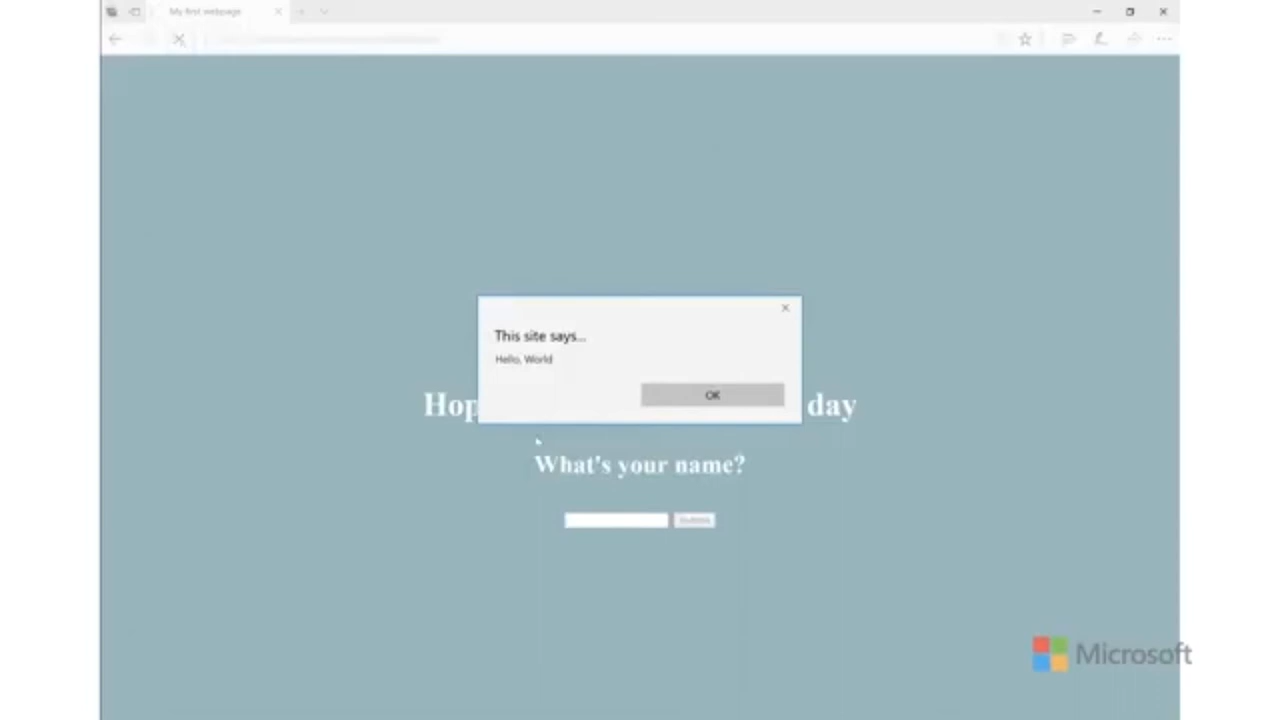 My first webpage
This site says...
Hello, World
OK
Hop day
What's your name?
Microsoft